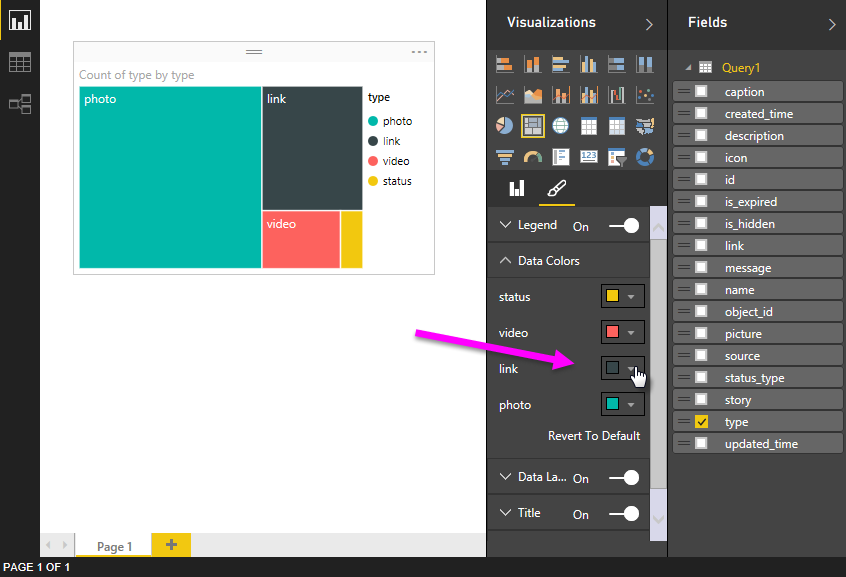 Count of type by type
photo
link
video
type
photo
link
video
status
Page 1
PAGE 1 OF 1
Visualizations
123
Legend On
Data Colors
status
video
link
photo
Revert To Default
Data La... On
Title On
Fields
Query1
caption
created_time
description
icon
id
is_expired
is_hidden
link
message
name
object_id
picture
source
status_type
story
type
updated_time